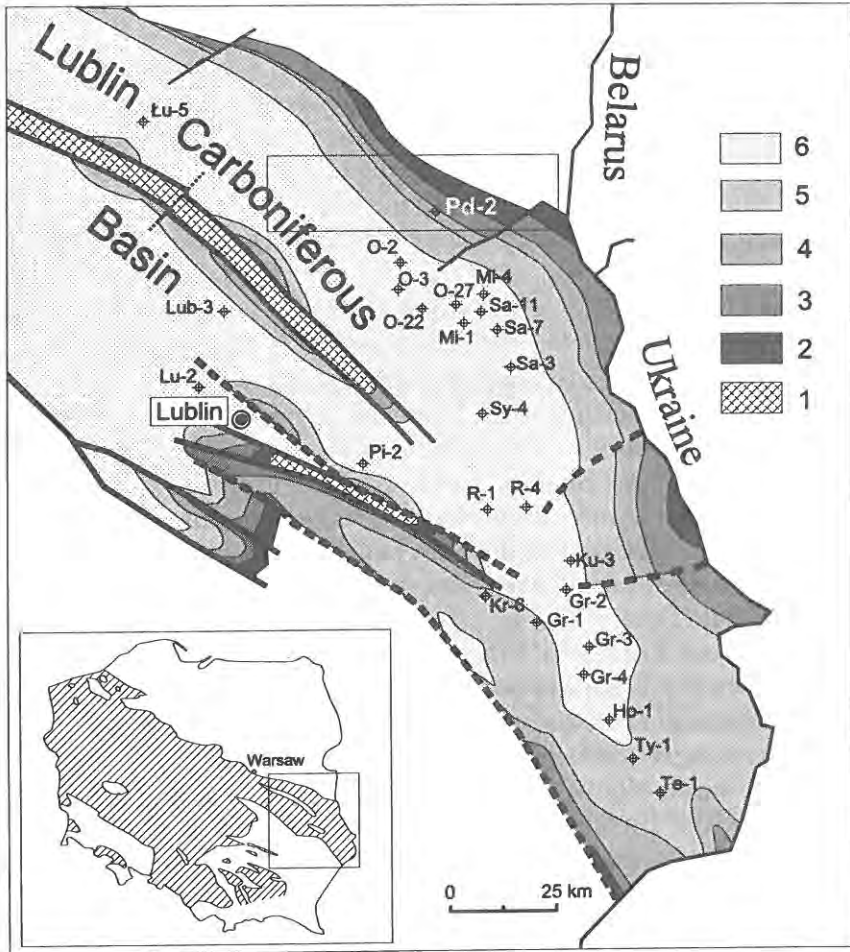 Lublin
Carboniferous
Basin
Belarus
Ukraine
Łu-5
Pd-2
O-2
O-3
O-27
O-22
Mi-4
Sa-11
Mi-1
Sa-7
Sa-3
Sy-4
Lub-3
Lu-2
Lublin
Pi-2
R-1
R-4
Ku-3
Kr-6
Gr-2
Gr-1
Gr-3
Gr-4
Ho-1
Ty-1
Te-1
6
5
4
3
2
1
Warsaw
0 25 km